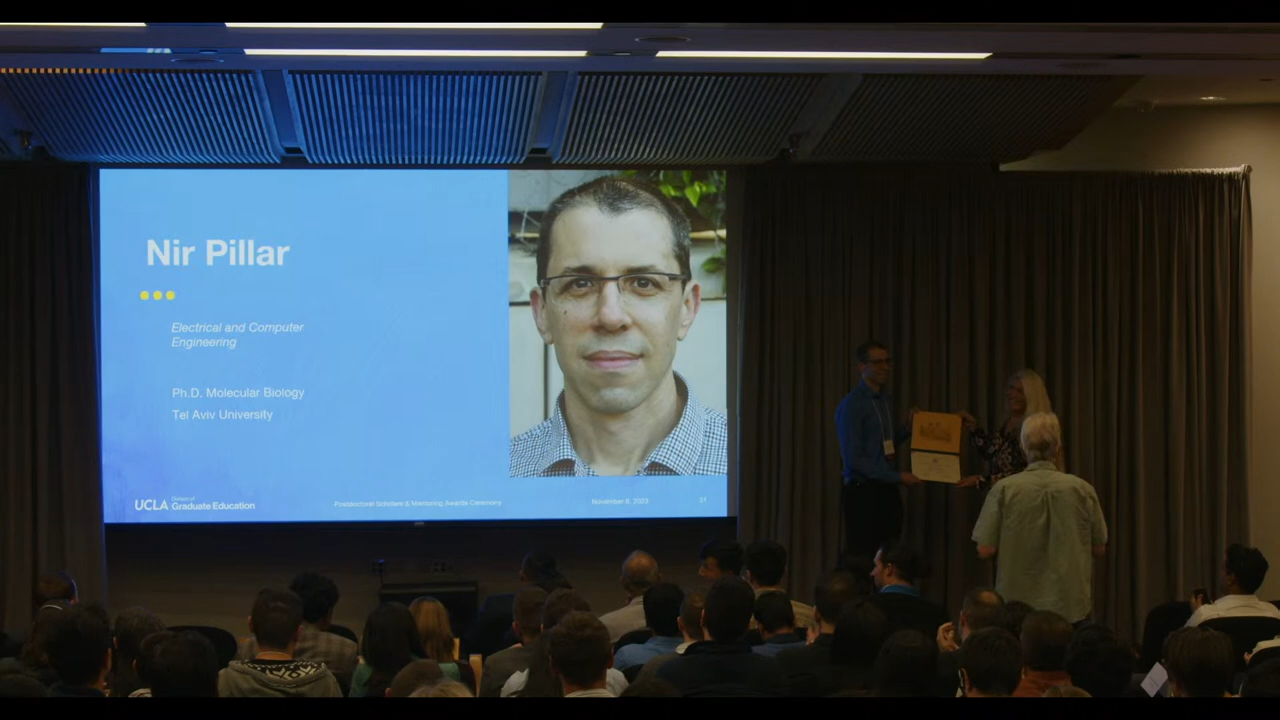 Nir Pillar
Electrical and Computer
Engineering
Ph.D. Molecular Biology
Tel Aviv University
UCLA Division of
Graduate Education
Postdoctoral Scholars & Mentoring Awards Ceremony
November 8, 2023
31